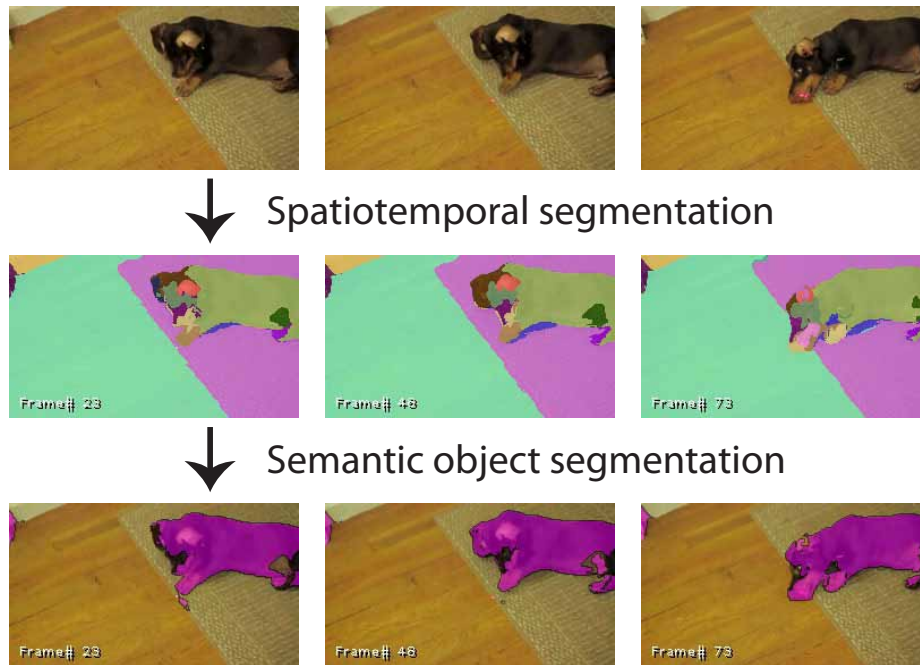 Spatiotemporal segmentation
Frame# 23
Frame# 48
Frame# 73
Semantic object segmentation
Frame# 23
Frame# 48
Frame# 73